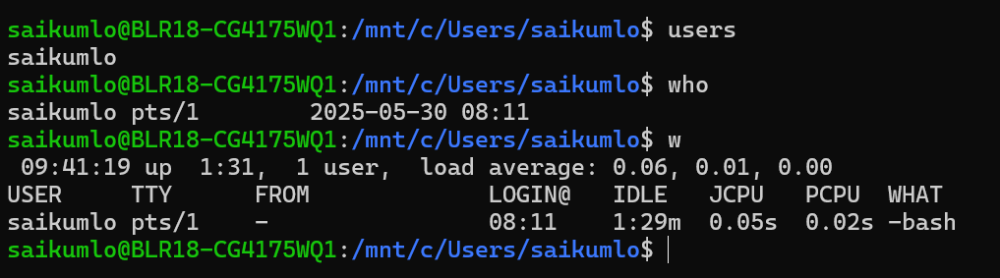 saikumlo@BLR18-CG4175WQ1:/mnt/c/Users/saikumlo$ users
saikumlo
saikumlo@BLR18-CG4175WQ1:/mnt/c/Users/saikumlo$ who
saikumlo pts/1        2025-05-30 08:11
saikumlo@BLR18-CG4175WQ1:/mnt/c/Users/saikumlo$ w
 09:41:19 up  1:31,  1 user,  load average: 0.06, 0.01, 0.00
USER     TTY      FROM             LOGIN@   IDLE   JCPU   PCPU  WHAT
saikumlo pts/1    -                08:11    1:29m  0.05s  0.02s -bash
saikumlo@BLR18-CG4175WQ1:/mnt/c/Users/saikumlo$